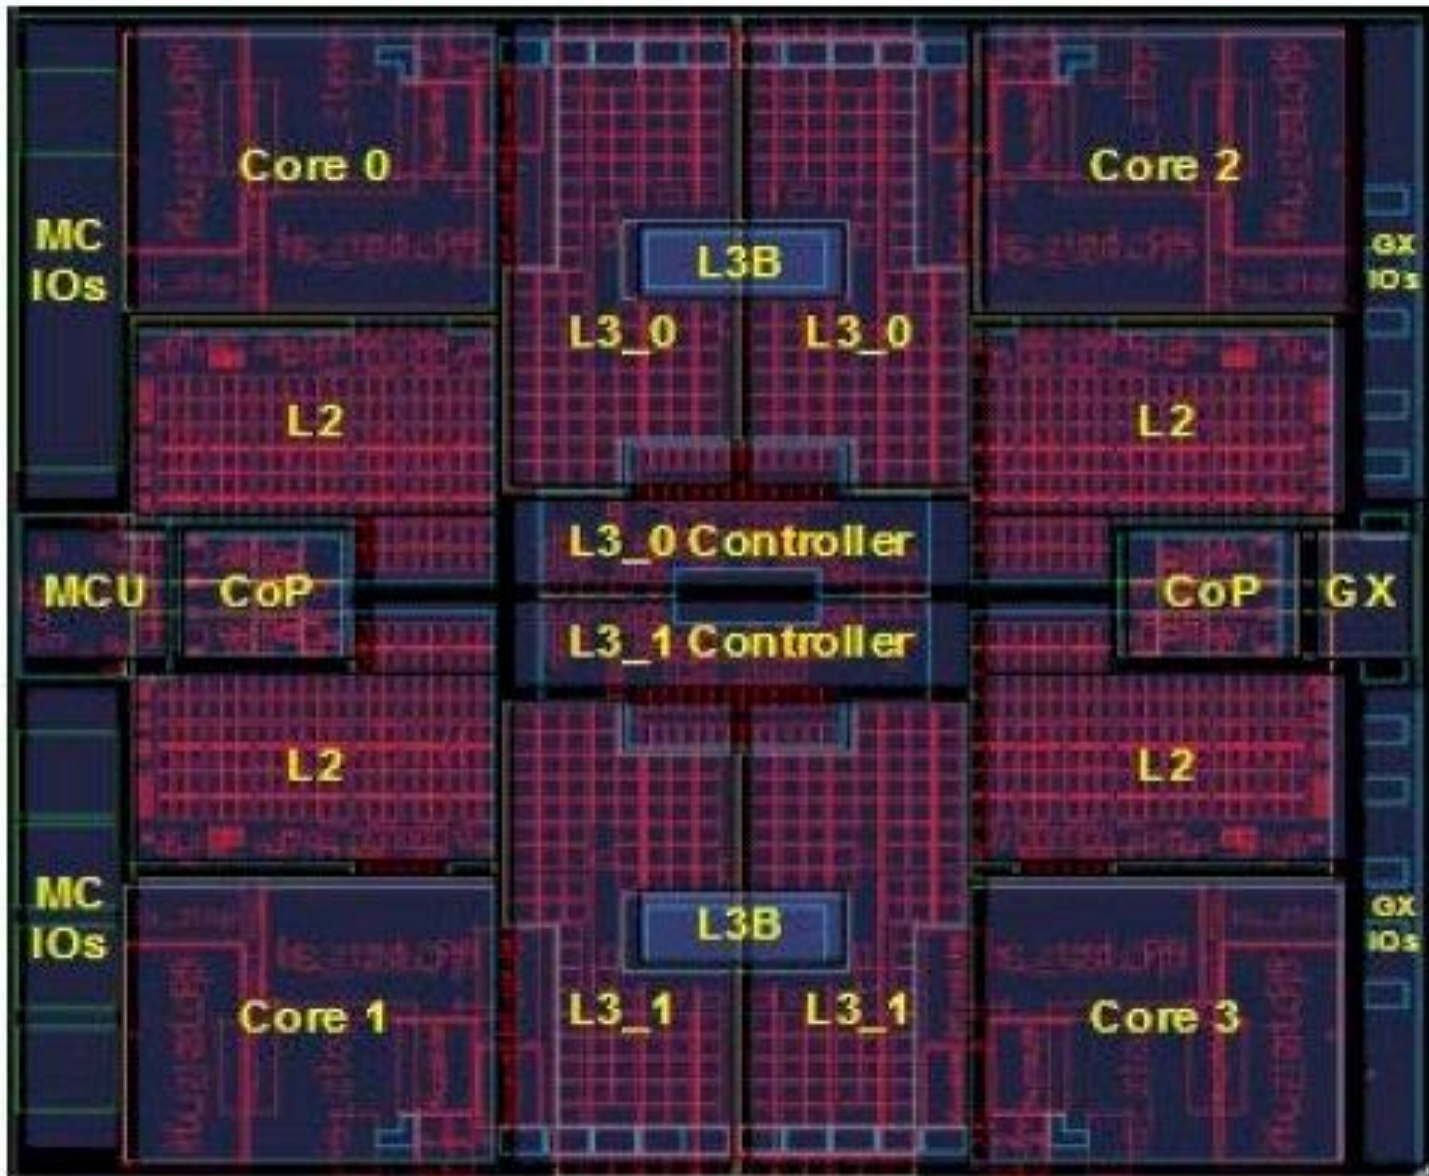 Core 0
Core 2
MC
IOs
GX
IOs
L3B
L3_0
L3_0
L2
L2
L3_0 Controller
MCU
CoP
CoP
GX
L3_1 Controller
L2
L2
MC
IOs
L3B
GX
IOs
Core 1
L3_1
L3_1
Core 3